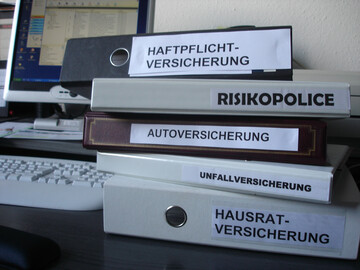 HAFTPFLICHT-
VERSICHERUNG
RISIKOPOLICE
AUTOVERSICHERUNG
UNFALLVERSICHERUNG
HAUSRAT-
VERSICHERUNG